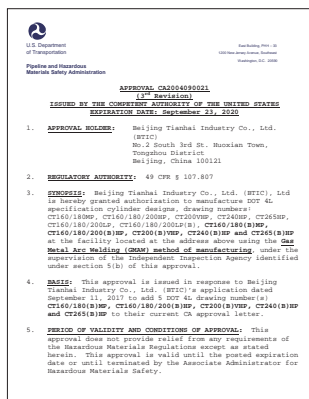 U.S. Department
of Transportation
East Building, PHH – 30
1200 New Jersey Avenue, Southeast
Washington, D.C. 20590
Pipeline and Hazardous
Materials Safety Administration
APPROVAL CA2004090021
(3rd Revision)
ISSUED BY THE COMPETENT AUTHORITY OF THE UNITED STATES
EXPIRATION DATE: September 23, 2020
1. APPROVAL HOLDER: Beijing Tianhai Industry Co., Ltd.
(BTIC)
No.2 South 3rd St. Huoxian Town,
Tongzhou District
Beijing, China 100121
2. REGULATORY AUTHORITY: 49 CFR § 107.807
3. SYNOPSIS: Beijing Tianhai Industry Co., Ltd. (BTIC), Ltd
is hereby granted authorization to manufacture DOT 4L
specification cylinder designs, drawing numbers:
CT160/180MP, CT160/180/200HP, CT200VHP, CT240HP, CT265HP,
CT160/180/200LP, CT160/180/200LP(B), CT160/180(B)MP,
CT160/180/200(B)HP, CT200(B)VHP, CT240(B)HP and CT265(B)HP
at the facility located at the address above using the Gas
Metal Arc Welding (GMAW) method of manufacturing, under the
supervision of the Independent Inspection Agency identified
under section 5(b) of this approval.
4. BASIS: This approval is issued in response to Beijing
Tianhai Industry Co., Ltd. (BTIC)'s application dated
September 11, 2017 to add 5 DOT 4L drawing number(s)
CT160/180(B)MP, CT160/180/200(B)HP, CT200(B)VHP, CT240(B)HP
and CT265(B)HP to their current CA approval letter.
5. PERIOD OF VALIDITY AND CONDITIONS OF APPROVAL: This
approval does not provide relief from any requirements of
the Hazardous Materials Regulations except as stated
herein. This approval is valid until the posted expiration
date or until terminated by the Associate Administrator for
Hazardous Materials Safety.